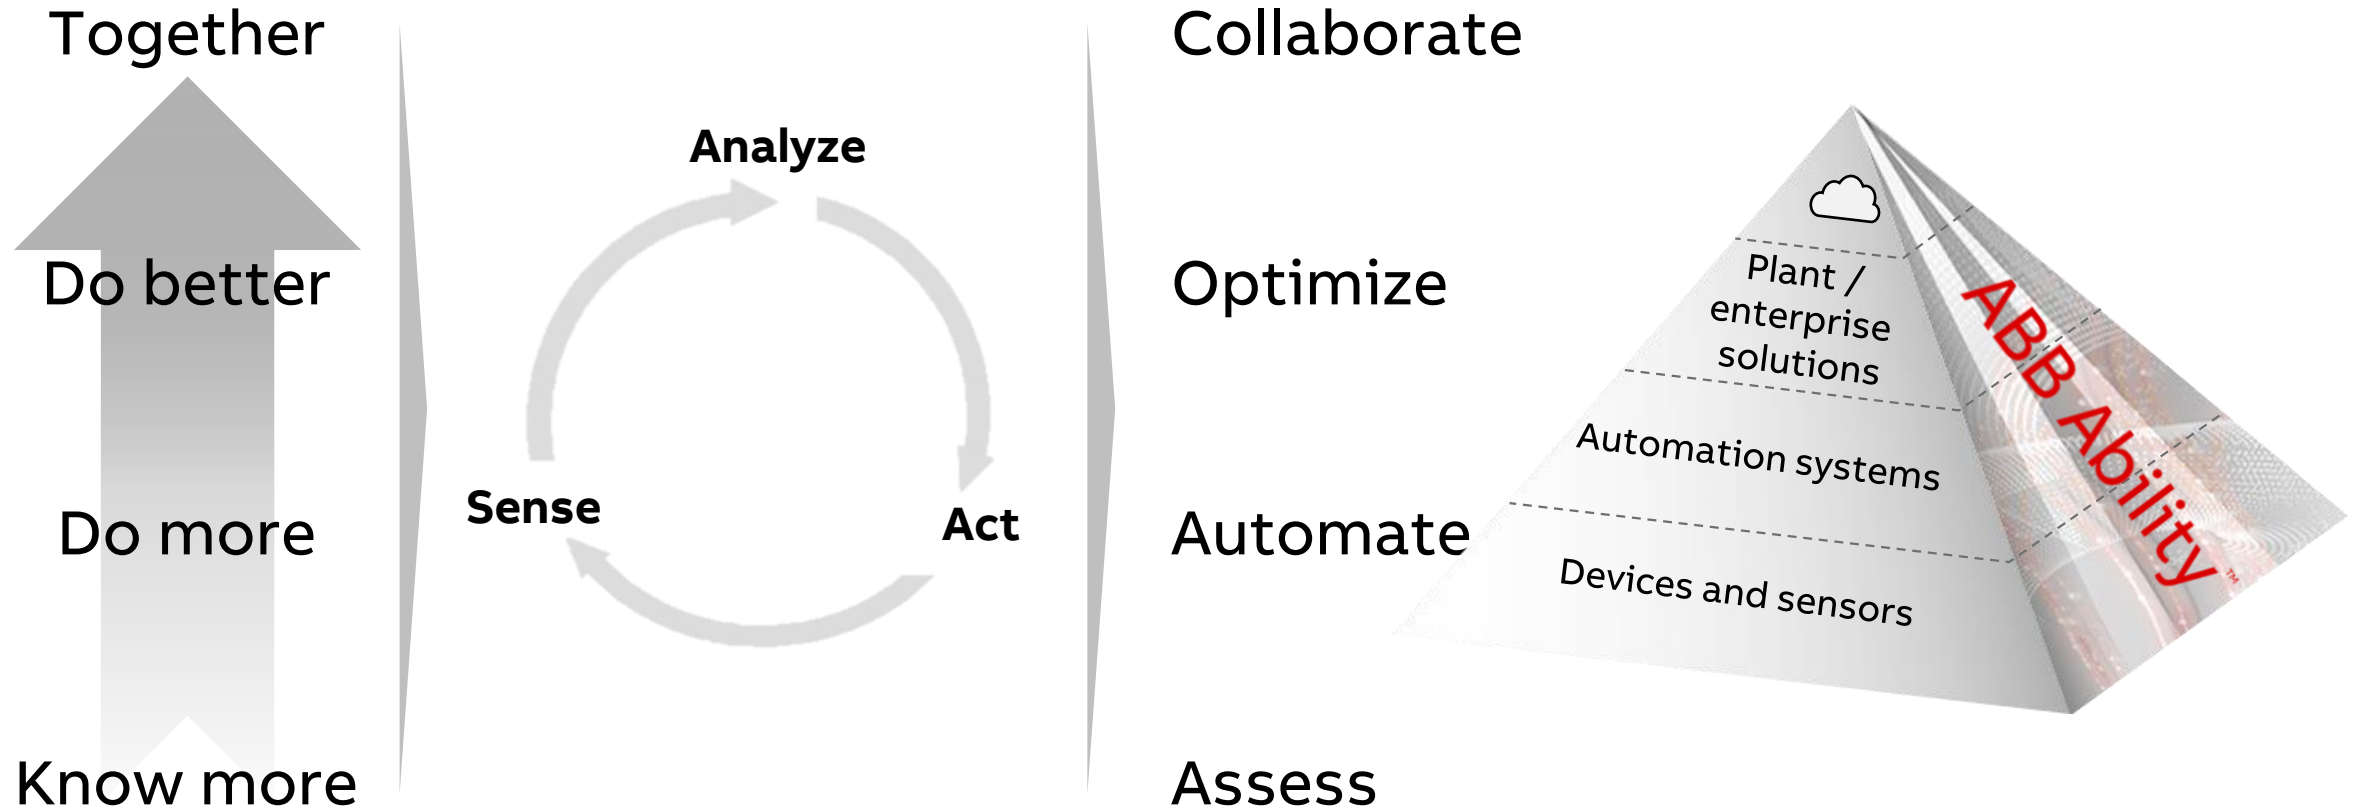 Together
Do better
Do more
Know more
Analyze
Sense
Act
Collaborate
Optimize
Automate
Assess
Plant /
enterprise
solutions
Automation systems
Devices and sensors
ABB Ability™